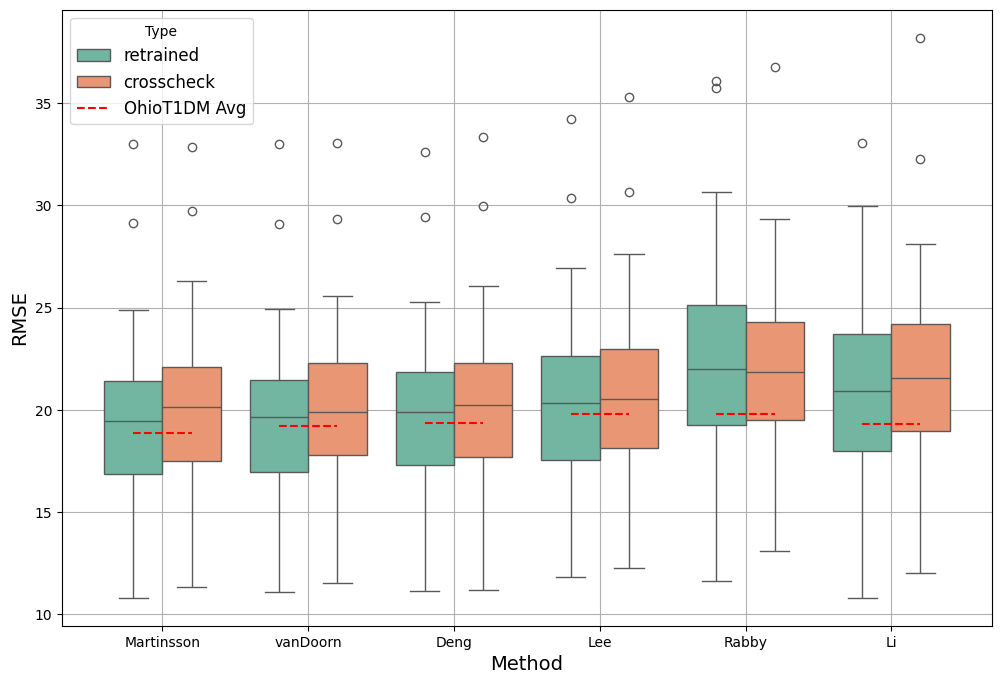 Type
retrained
crosscheck
OhioT1DM Avg
RMSE
35
30
25
20
15
10
Martinsson
vanDoorn
Deng
Lee
Rabby
Li
Method